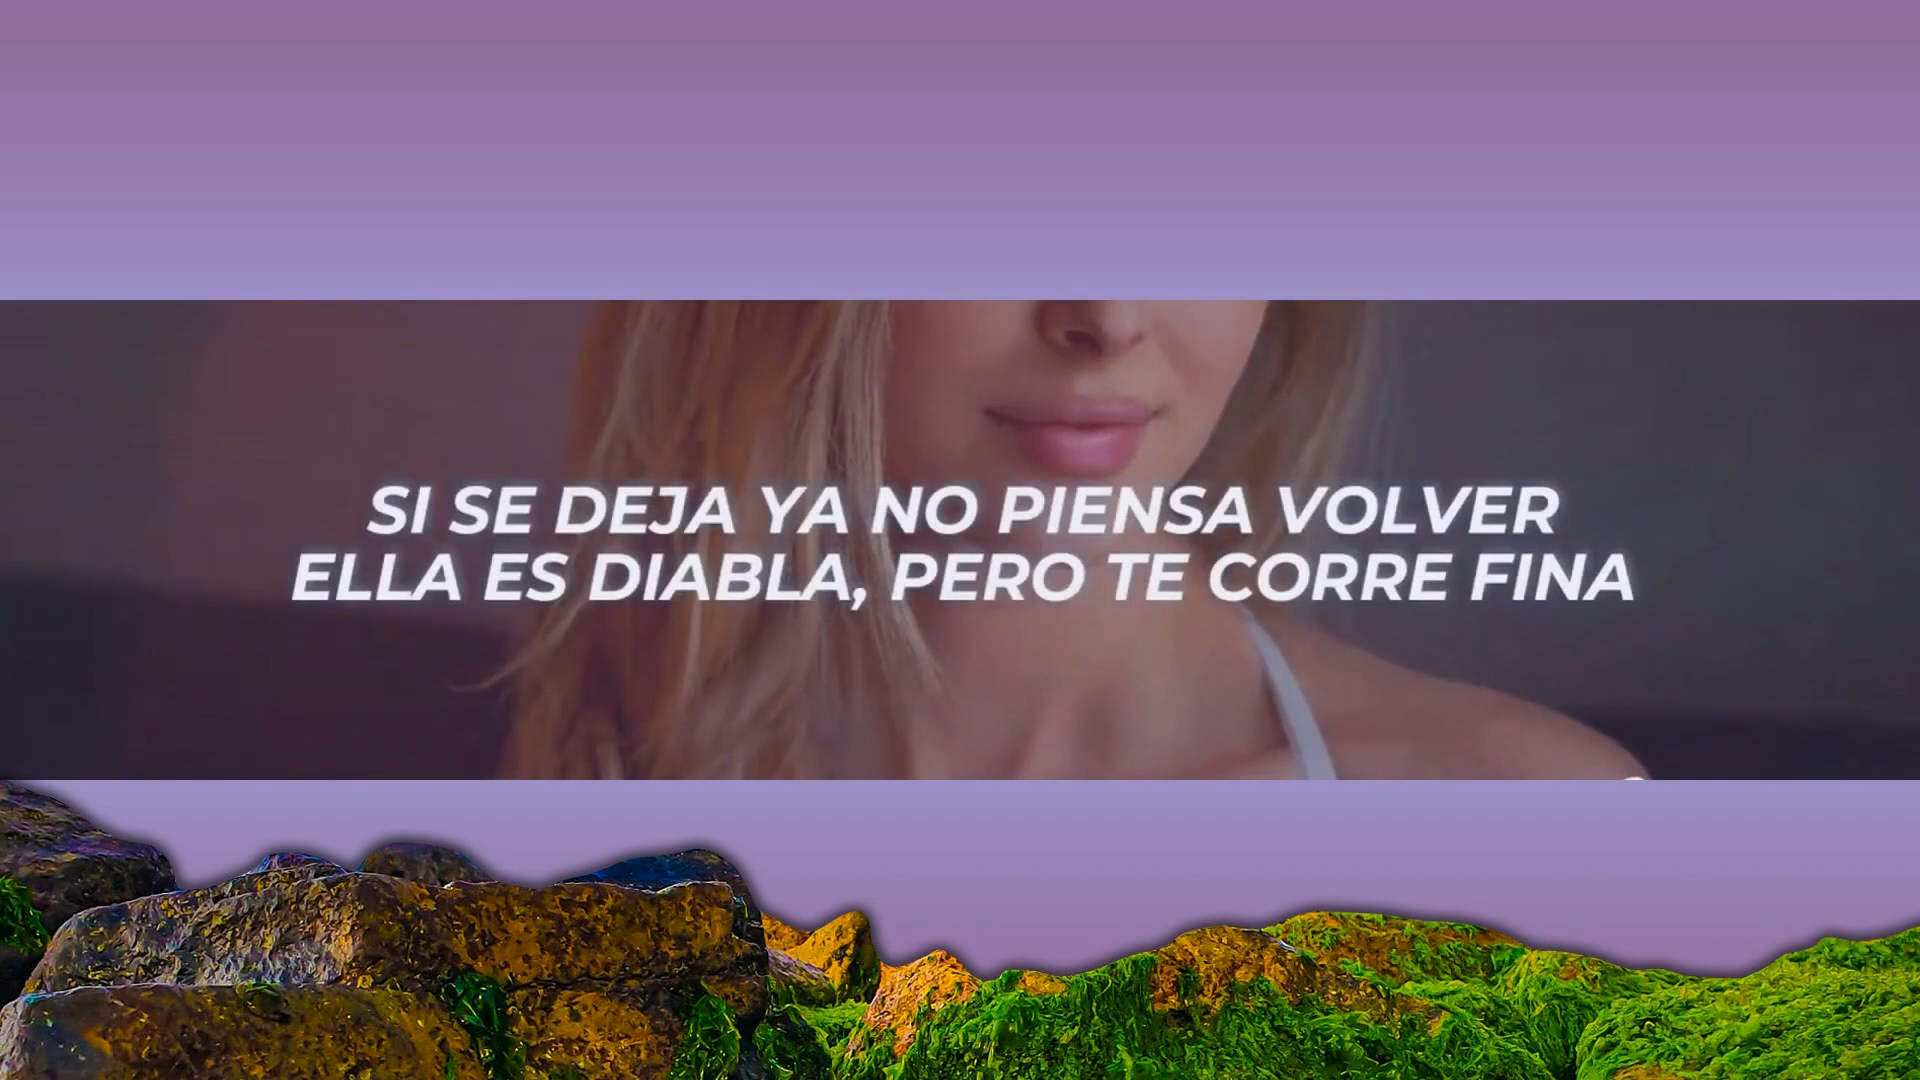 SI SE DEJA YA NO PIENSA VOLVER
ELLA ES DIABLA, PERO TE CORRE FINA